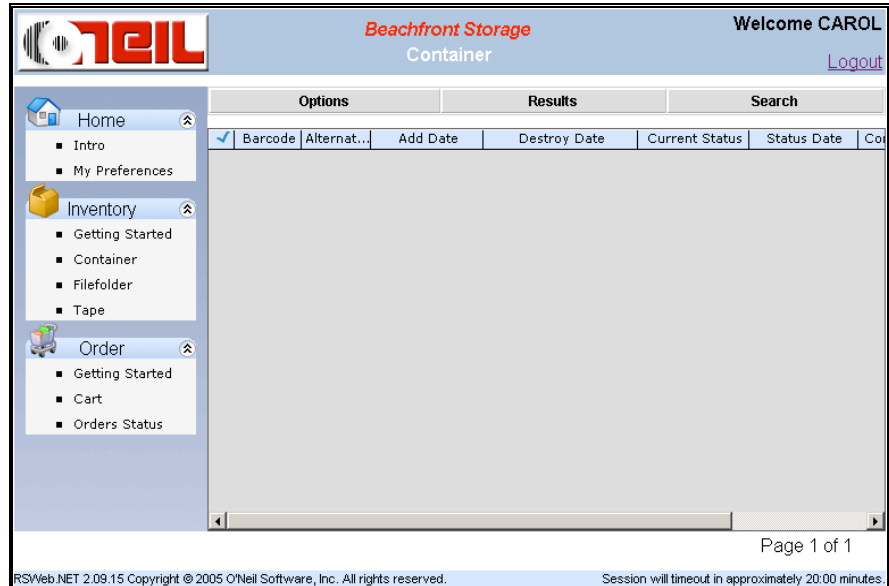 ONEIL
Beachfront Storage
Container
Welcome CAROL
Logout
Home
Intro
My Preferences
Inventory
Getting Started
Container
Filefolder
Tape
Order
Getting Started
Cart
Orders Status
Options Results Search
Barcode Alternat... Add Date Destroy Date Current Status Status Date
Page 1 of 1
RSWeb.NET 2.09.15 Copyright © 2005 O'Neil Software, Inc. All rights reserved. Session will timeout in approximately 20:00 minutes.